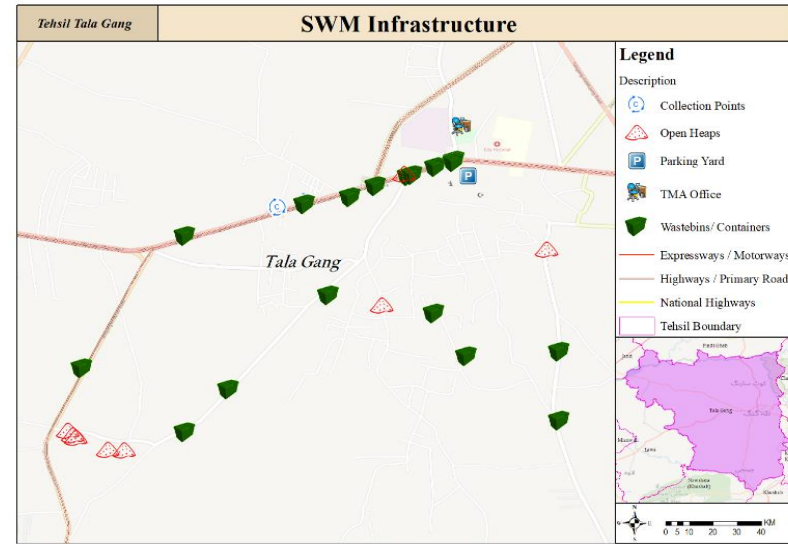 Tehsil Tala Gang
SWM Infrastructure
Legend
Description
C Collection Points
Open Heaps
P Parking Yard
TMA Office
Wastebins/ Containers
Expressways / Motorways
Highways / Primary Road
National Highways
Tehsil Boundary
C
P
Tala Gang
Tala Gang
N
W E
S
0 5 10 20 30 40 KM